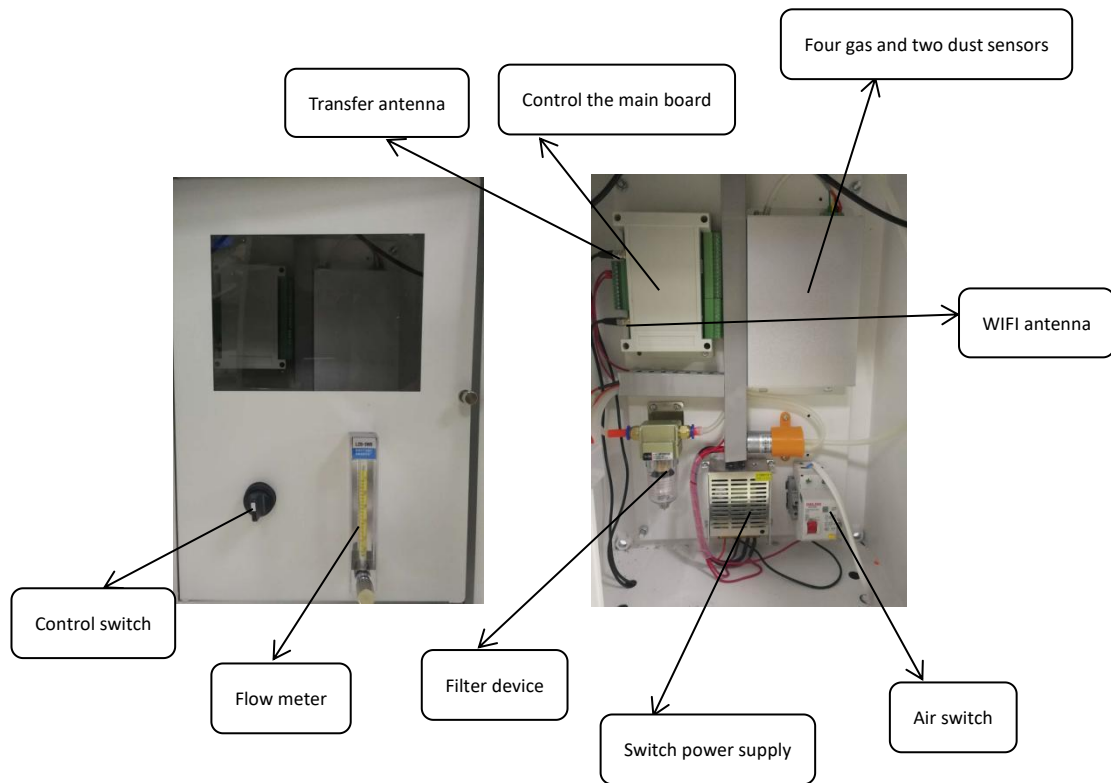 Four gas and two dust sensors
Transfer antenna
Control the main board
WIFI antenna
Control switch
Flow meter
Filter device
Switch power supply
Air switch